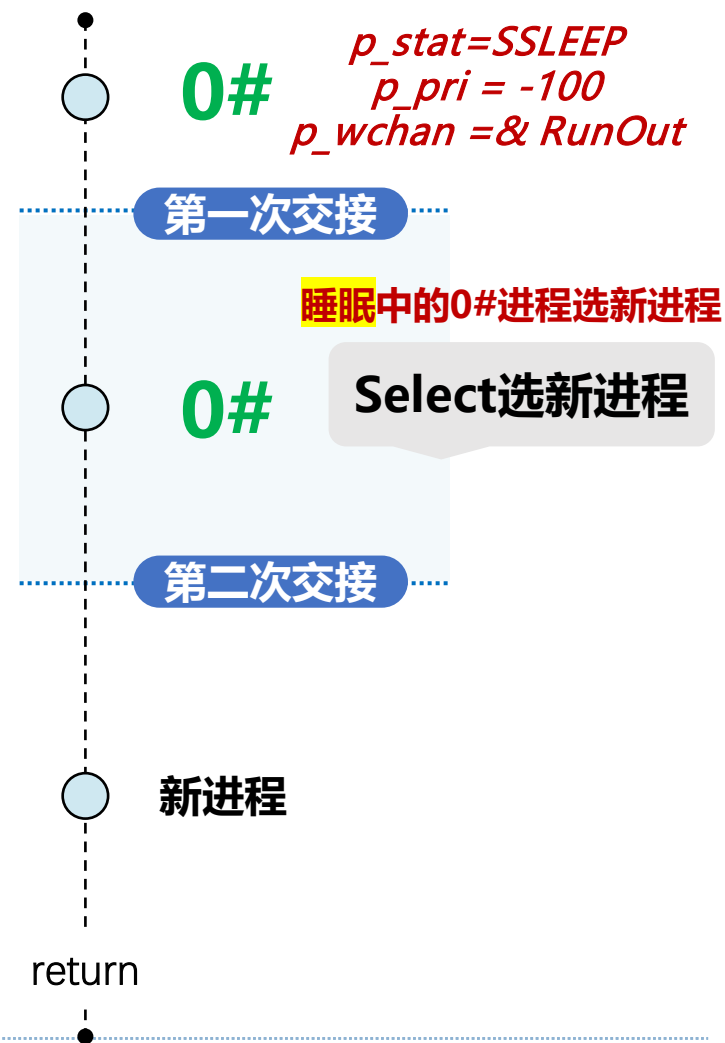 p_stat=SSLEEP
0#
p_pri = -100
p_wchan =& RunOut
第一次交接
睡眠中的0#进程选新进程
0#
Select选新进程
第二次交接
新进程
return